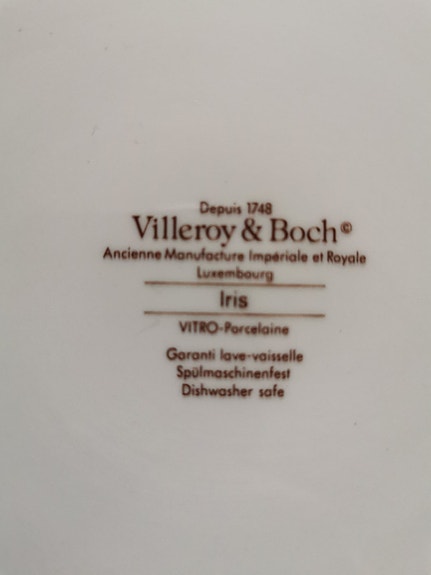 Depuis 1748
Villeroy & Boch©
Ancienne Manufacture Impériale et Royale
Luxembourg
Iris
VITRO-Porcelaine
Garanti lave-vaisselle
Spülmaschinenfest
Dishwasher safe